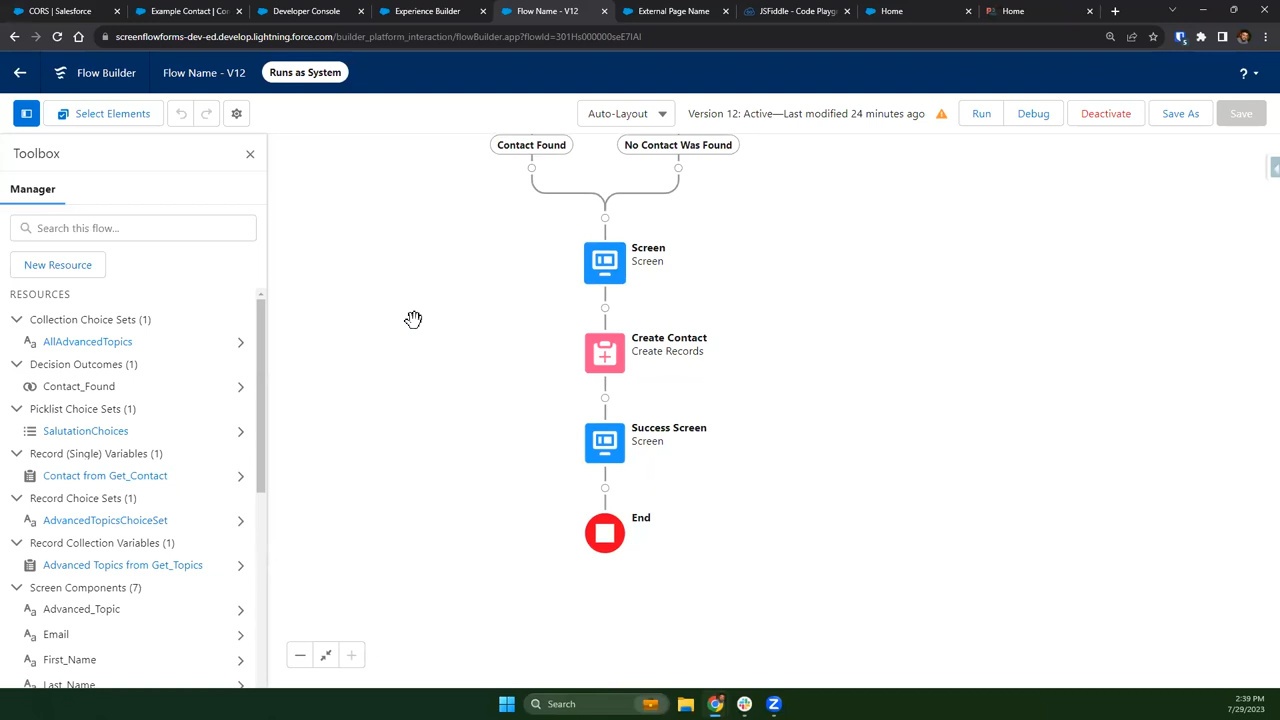 CORS | Salesforce
Example Contact | Co
Developer Console
Experience Builder
Flow Name - V12
External Page Name
JSFiddle - Code Playg
Home
Home
screenflowforms-dev-ed.develop.lightning.force.com/builder_platform_interaction/flowBuilder.app?flowId=301Hs000000seE7IAI
Flow Builder
Flow Name - V12
Runs as System
?
Select Elements
Auto-Layout
Version 12: Active—Last modified 24 minutes ago
Run
Debug
Deactivate
Save As
Save
Toolbox
Manager
Search this flow...
New Resource
RESOURCES
Collection Choice Sets (1)
AllAdvancedTopics
Decision Outcomes (1)
Contact_Found
Picklist Choice Sets (1)
SalutationChoices
Record (Single) Variables (1)
Contact from Get_Contact
Record Choice Sets (1)
AdvancedTopicsChoiceSet
Record Collection Variables (1)
Advanced Topics from Get_Topics
Screen Components (7)
Advanced_Topic
Email
First_Name
Last_Name
Contact Found
No Contact Was Found
Screen
Screen
Create Contact
Create Records
Success Screen
Screen
End
Search
2:39 PM
7/29/2023